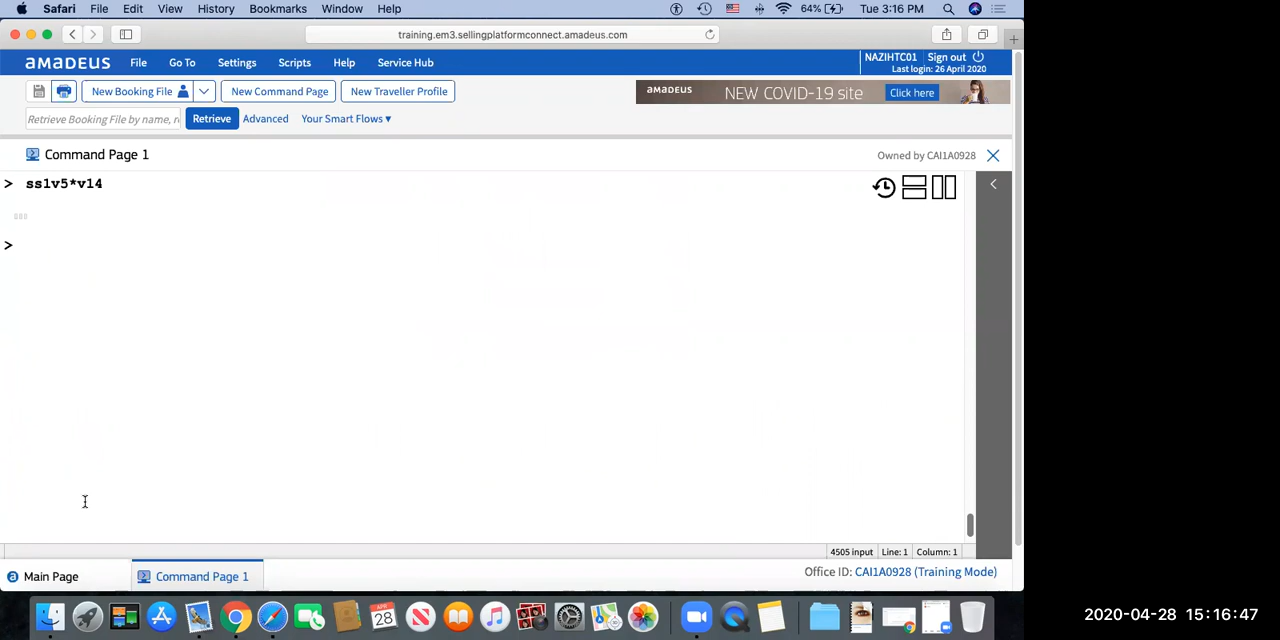 Safari File Edit View History Bookmarks Window Help 64% Tue 3:16 PM
training.em3.sellingplatformconnect.amadeus.com
amadeus File Go To Settings Scripts Help Service Hub NAZIHTC01 Sign out
Last login: 26 April 2020
New Booking File New Command Page New Traveller Profile amadeus NEW COVID-19 site Click here
Retrieve Booking File by name, r Retrieve Advanced Your Smart Flows ▾
Command Page 1 Owned by CAI1A0928
> ss1v5*v14
>
4505 input Line: 1 Column: 1
a Main Page Command Page 1 Office ID: CAI1A0928 (Training Mode)
APR
28
2020-04-28 15:16:47